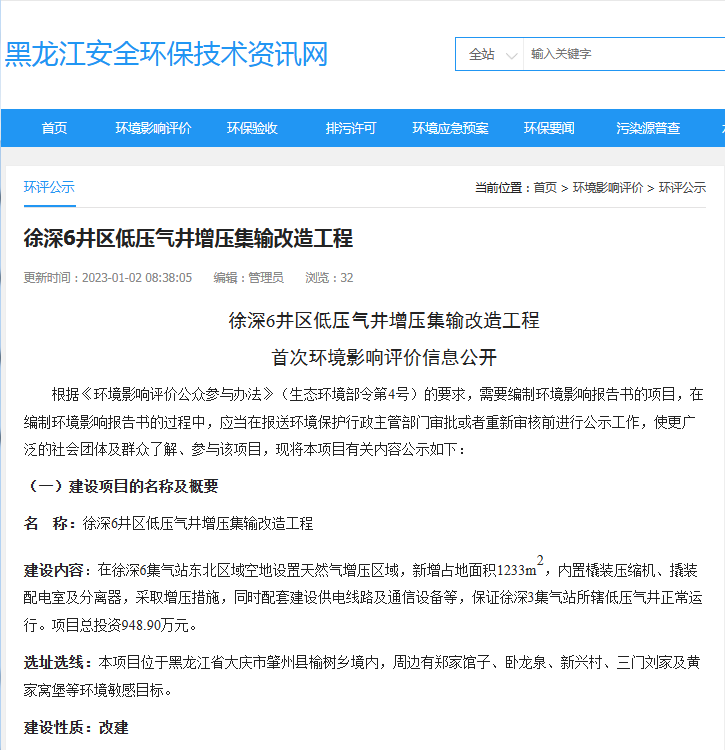 黑龙江安全环保技术资讯网
全站 输入关键字
首页 环境影响评价 环保验收 排污许可 环境应急预案 环保要闻 污染源普查
环评公示 当前位置：首页 > 环境影响评价 > 环评公示
徐深6井区低压气井增压集输改造工程
更新时间：2023-01-02 08:38:05 编辑：管理员 浏览：32
徐深6井区低压气井增压集输改造工程
首次环境影响评价信息公开
根据《环境影响评价公众参与办法》（生态环境部令第4号）的要求，需要编制环境影响报告书的项目，在
编制环境影响报告书的过程中，应当在报送环境保护行政主管部门审批或者重新审核前进行公示工作，使更广
泛的社会团体及群众了解、参与该项目，现将本项目有关内容公示如下：
（一）建设项目的名称及概要
名 称：徐深6井区低压气井增压集输改造工程
建设内容：在徐深6集气站东北区域空地设置天然气增压区域，新增占地面积1233m²，内置橇装压缩机、撬装
配电室及分离器，采取增压措施，同时配套建设供电线路及通信设备等，保证徐深3集气站所辖低压气井正常运
行。项目总投资948.90万元。
选址选线：本项目位于黑龙江省大庆市肇州县榆树乡境内，周边有郑家馆子、卧龙泉、新兴村、三门刘家及黄
家窝堡等环境敏感目标。
建设性质：改建